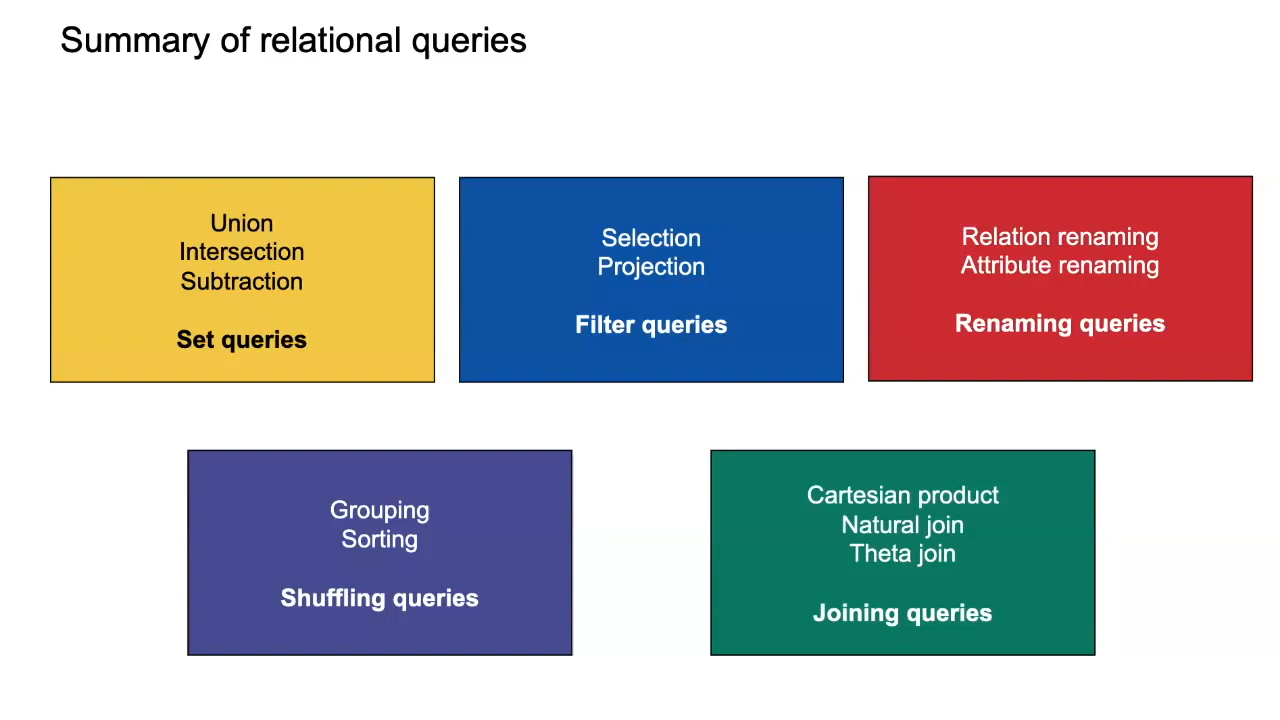 Summary of relational queries
Union
Intersection
Subtraction
Set queries
Selection
Projection
Filter queries
Relation renaming
Attribute renaming
Renaming queries
Grouping
Sorting
Shuffling queries
Cartesian product
Natural join
Theta join
Joining queries